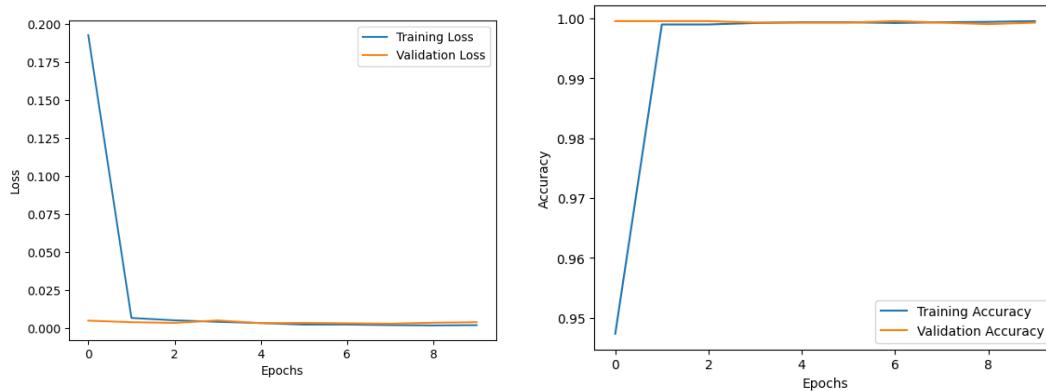 0.200
0.175
0.150
0.125
0.100
0.075
0.050
0.025
0.000
Loss
Training Loss
Validation Loss
0 2 4 6 8
Epochs
1.00
0.99
0.98
0.97
0.96
0.95
Accuracy
Training Accuracy
Validation Accuracy
0 2 4 6 8
Epochs